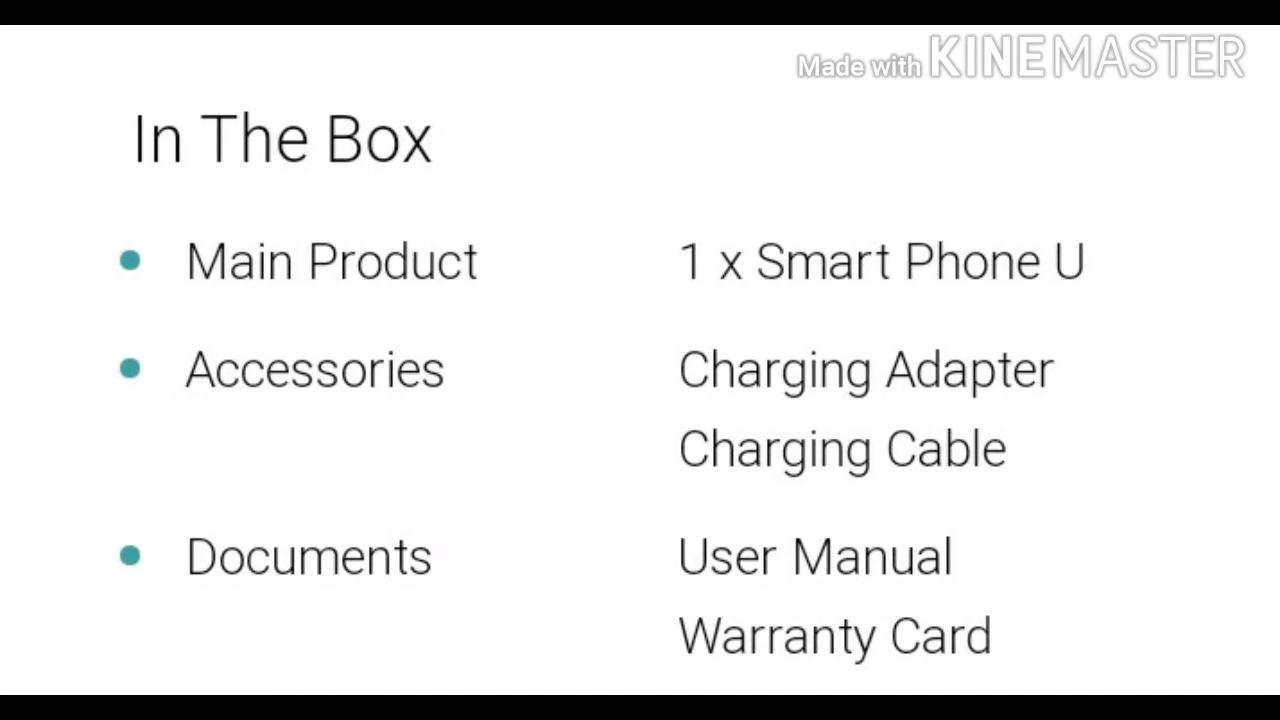 Made with KINEMASTER
In The Box
Main Product 1 x Smart Phone U
Accessories Charging Adapter
Charging Cable
Documents User Manual
Warranty Card